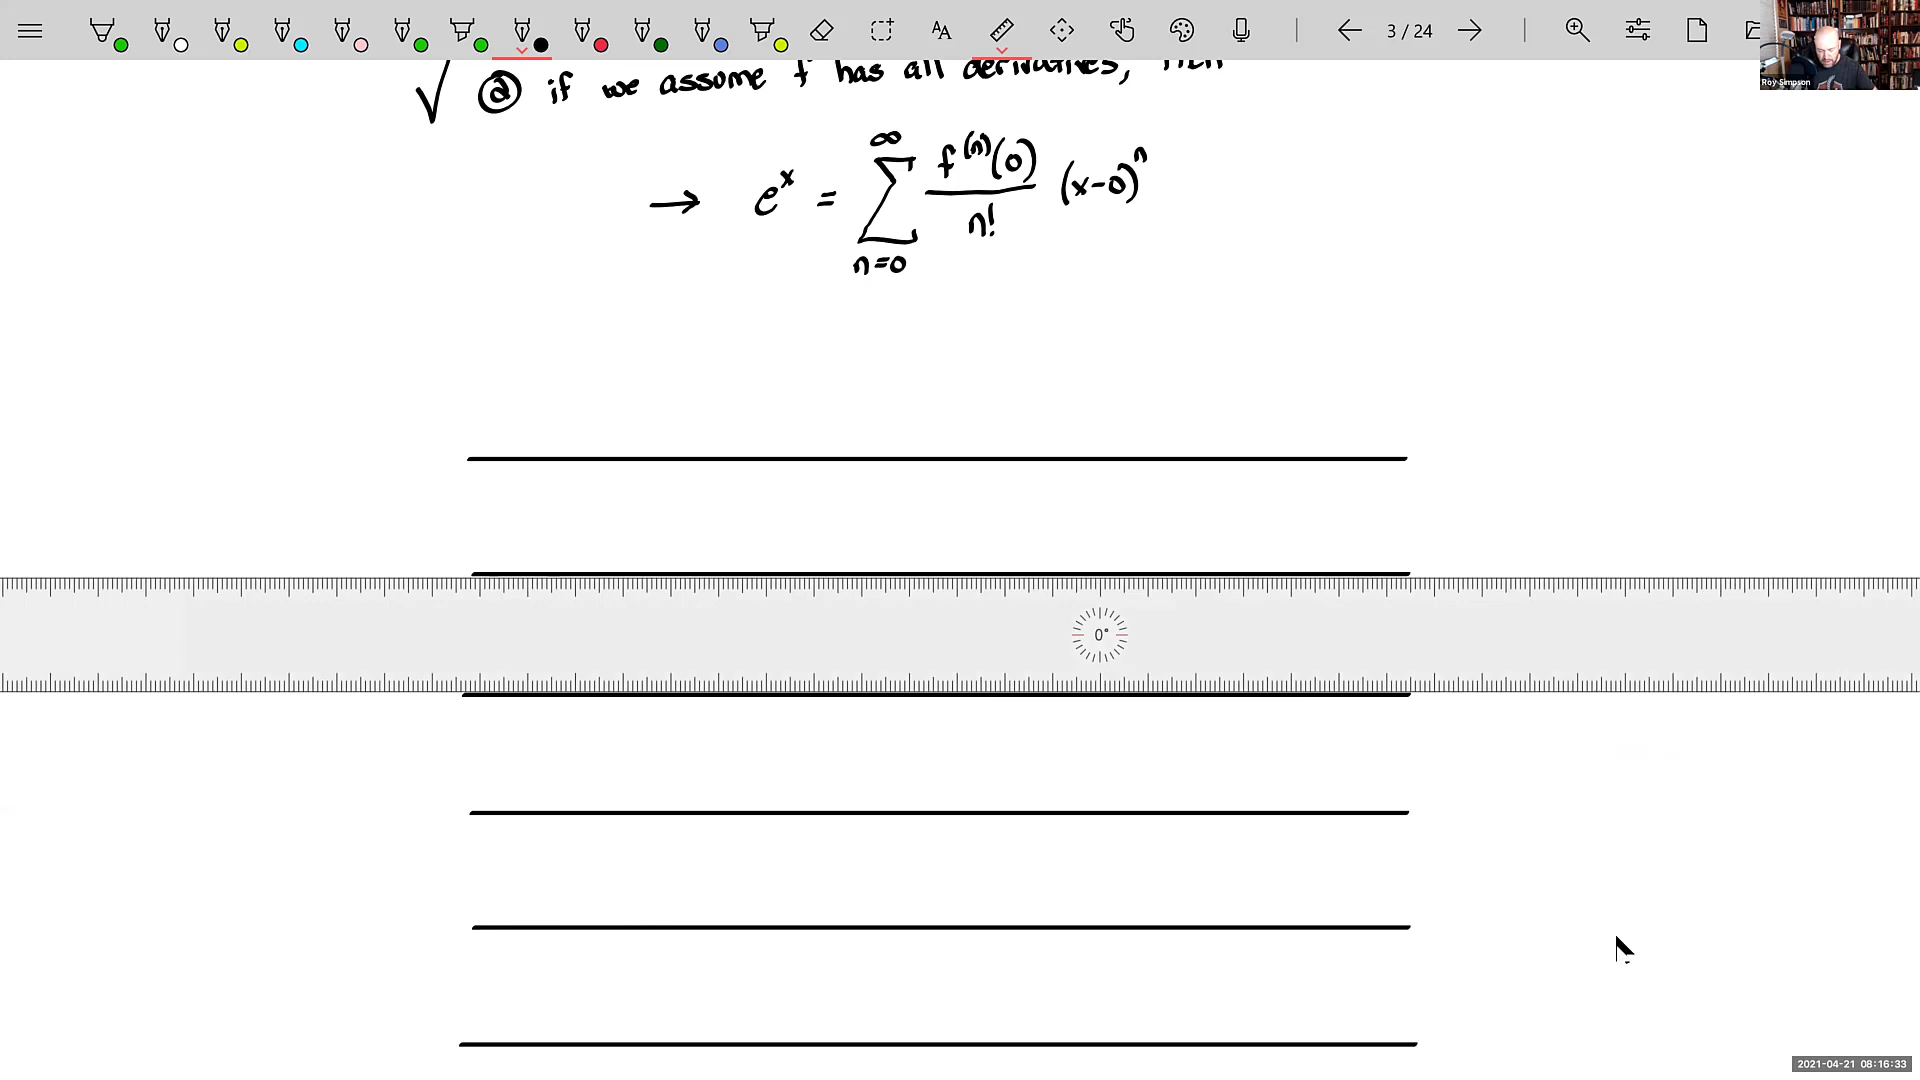 3 / 24
Roy Simpson
√ ⓐ if we assume f has all derivatives, then
→ e^x = ∑_{n=0}^{∞} f^{(n)}(0)/n! (x-0)^n
0°
2021-04-21 08:16:33